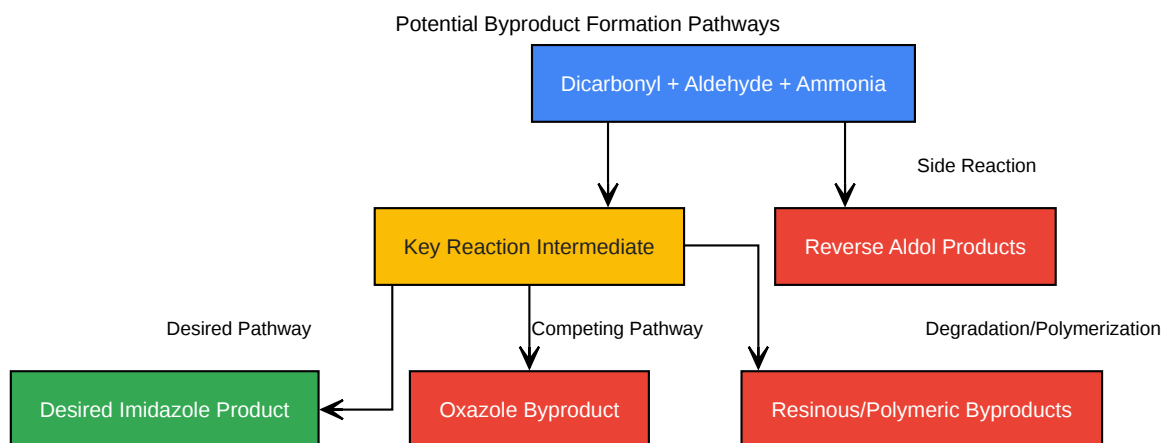 Potential Byproduct Formation Pathways
Dicarbonyl + Aldehyde + Ammonia
Side Reaction
Key Reaction Intermediate
Reverse Aldol Products
Desired Pathway
Competing Pathway
Degradation/Polymerization
Desired Imidazole Product
Oxazole Byproduct
Resinous/Polymeric Byproducts